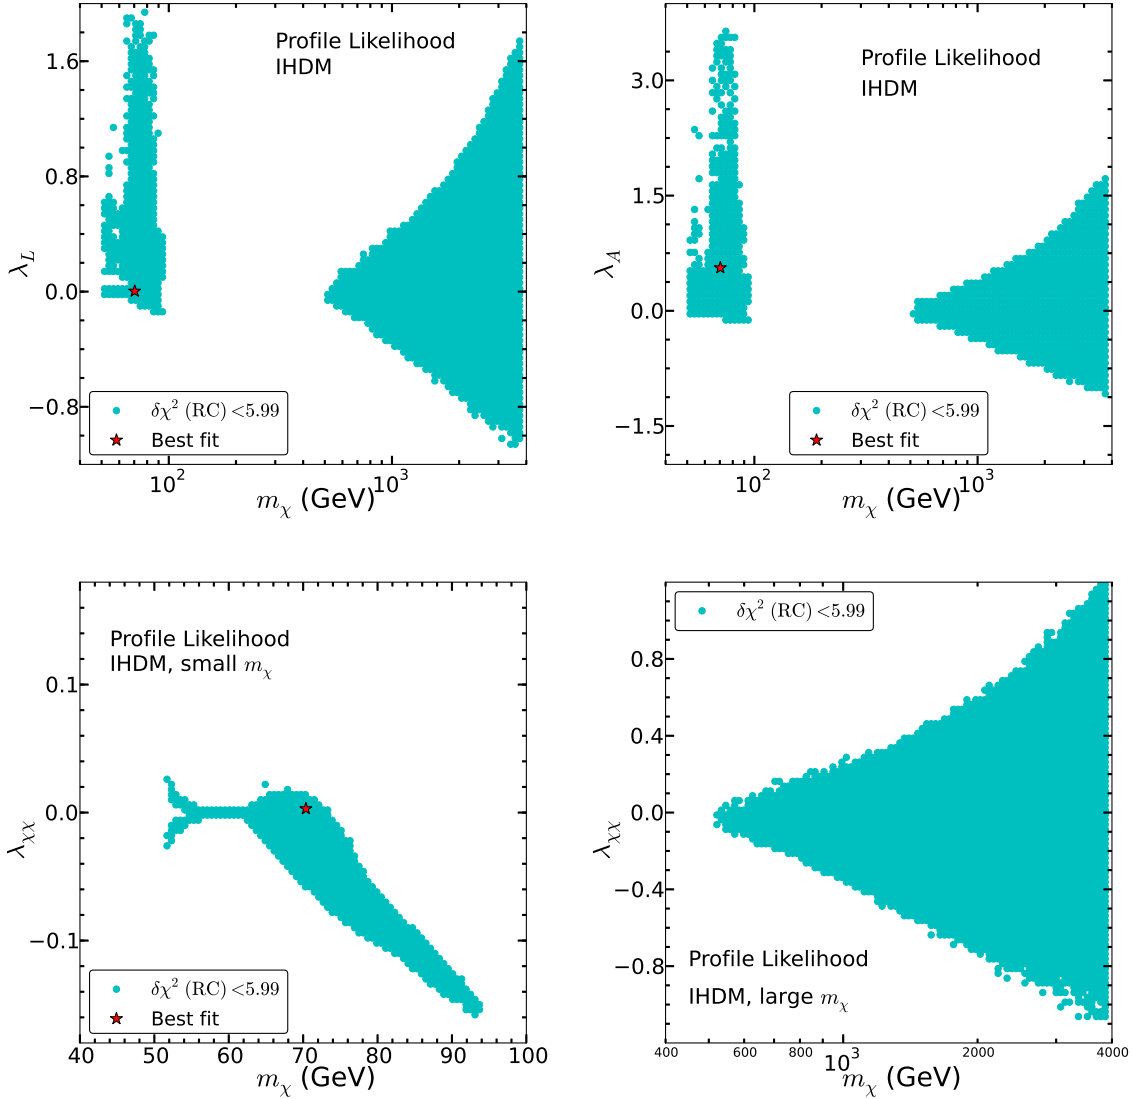 Profile Likelihood
IHDM
1.6
0.8
0.0
−0.8
λ_L
δχ² (RC) <5.99
Best fit
10²
10³
m_χ (GeV)
Profile Likelihood
IHDM
3.0
1.5
0.0
−1.5
λ_A
δχ² (RC) <5.99
Best fit
10²
10³
m_χ (GeV)
Profile Likelihood
IHDM, small m_χ
0.1
0.0
−0.1
λ_χχ
δχ² (RC) <5.99
Best fit
40 50 60 70 80 90 100
m_χ (GeV)
δχ² (RC) <5.99
0.8
0.4
0.0
−0.4
−0.8
λ_χχ
Profile Likelihood
IHDM, large m_χ
400 600 800 10³ 2000 4000
m_χ (GeV)